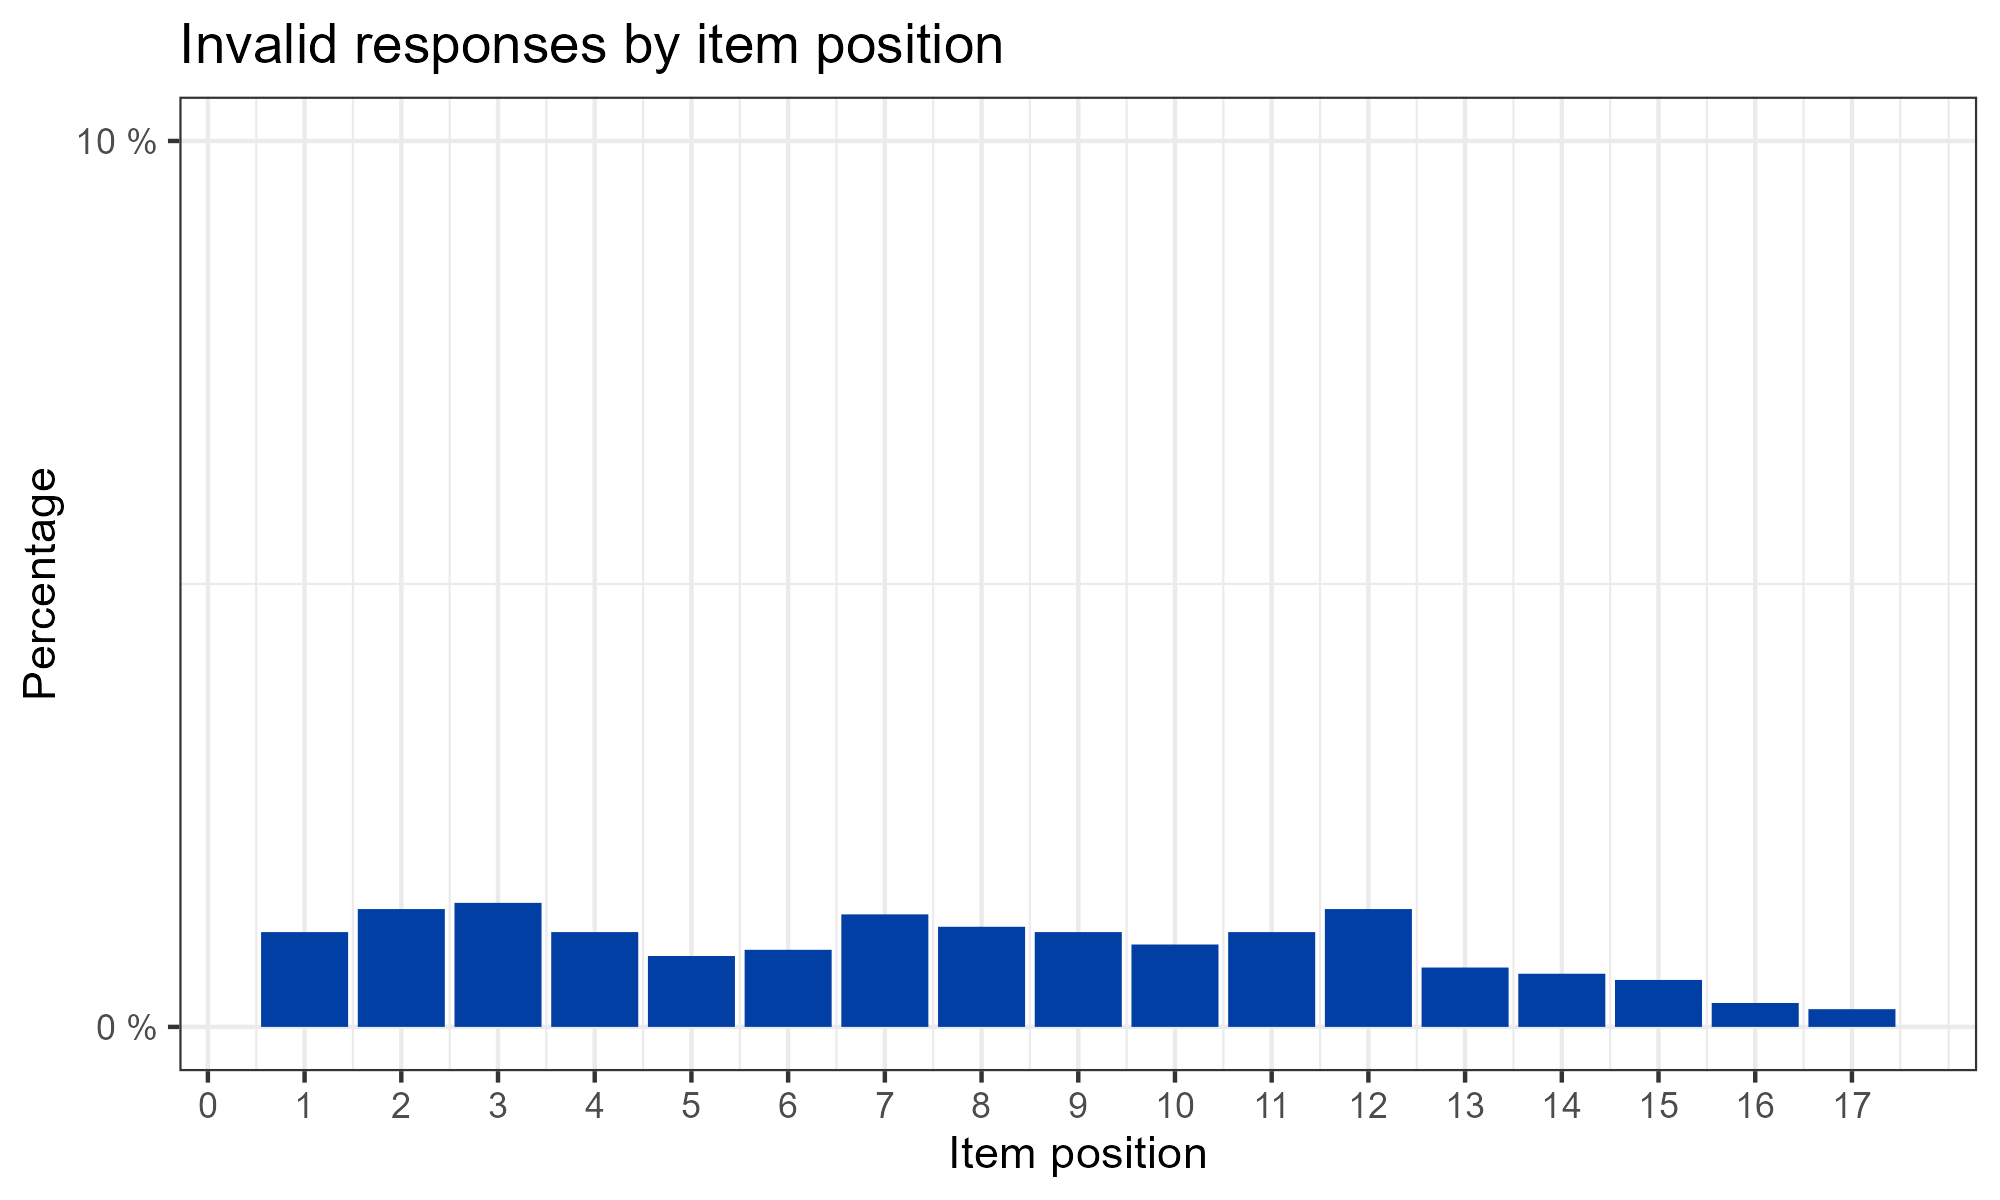 Invalid responses by item position
10 %
Percentage
0 %
0 1 2 3 4 5 6 7 8 9 10 11 12 13 14 15 16 17
Item position